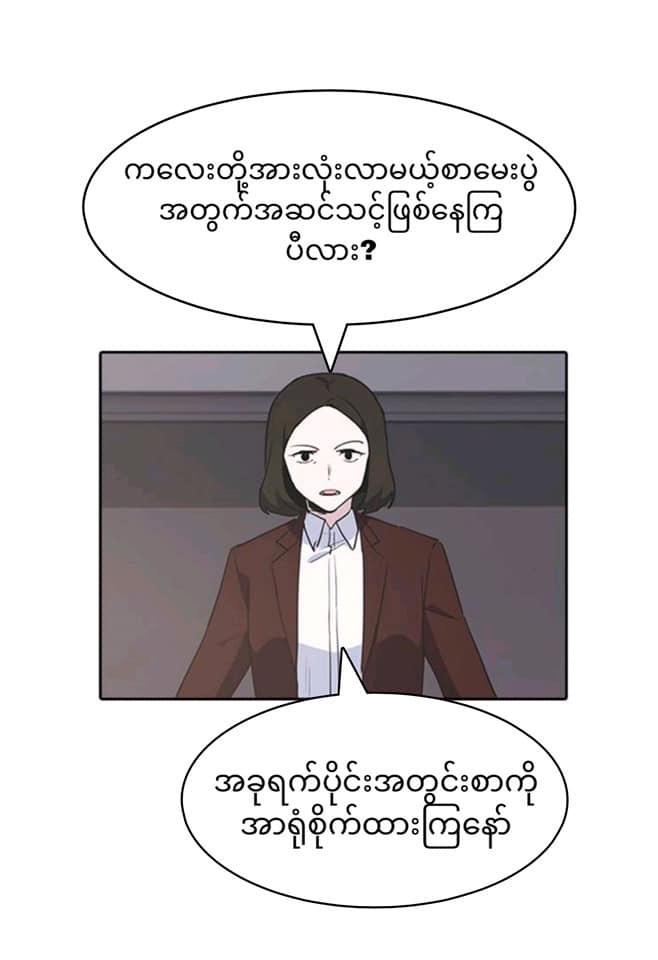 ကလေးတို့အားလုံးလာမယ့်စာမေးပွဲ
အတွက်အဆင်သင့်ဖြစ်နေကြ
ပီလား?
အခုရက်ပိုင်းအတွင်းစာကို
အာရုံစိုက်ထားကြနော်